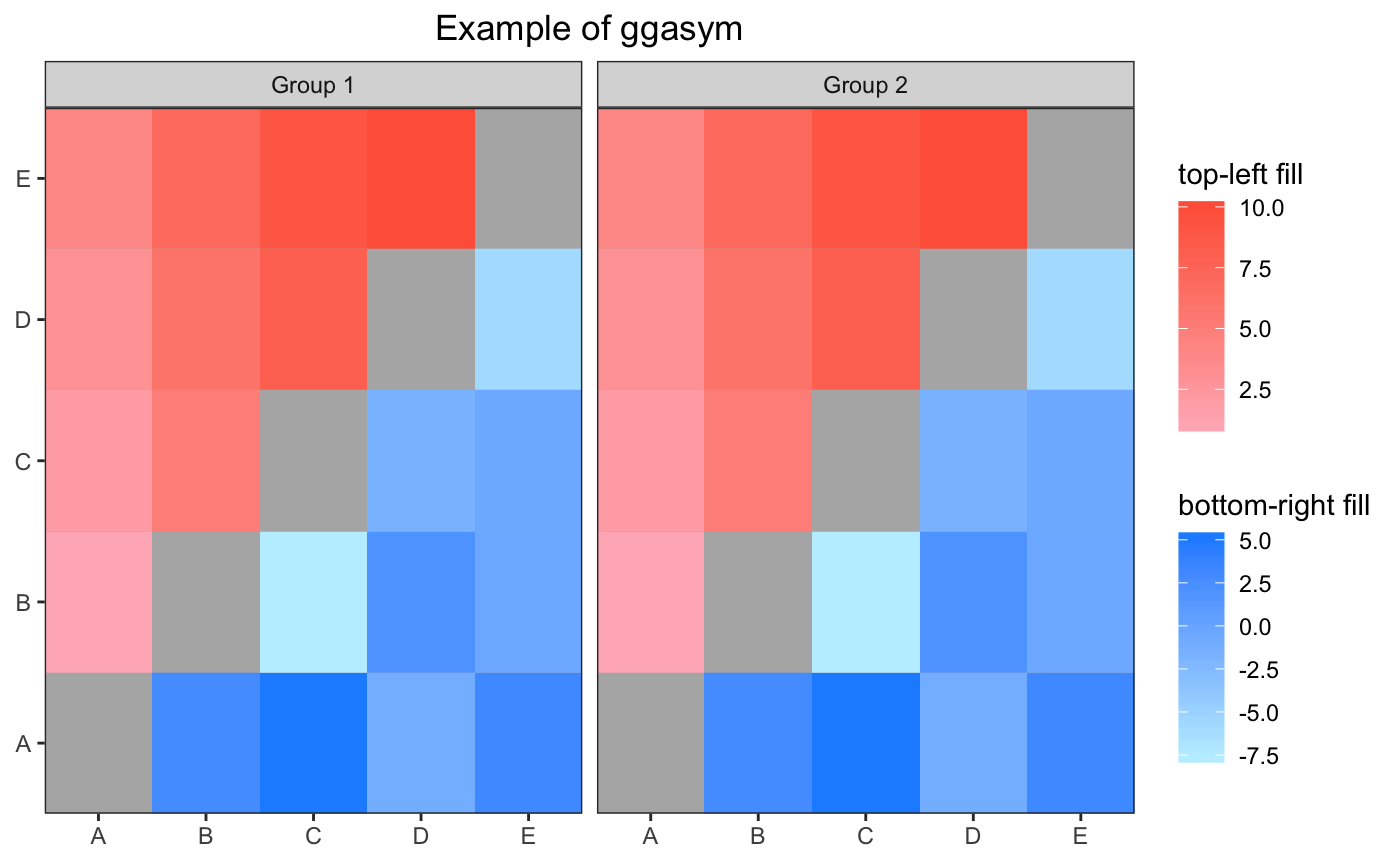 Example of ggasym
Group 1
Group 2
E
D
C
B
A
A B C D E
A B C D E
top-left fill
10.0
7.5
5.0
2.5
bottom-right fill
5.0
2.5
0.0
-2.5
-5.0
-7.5